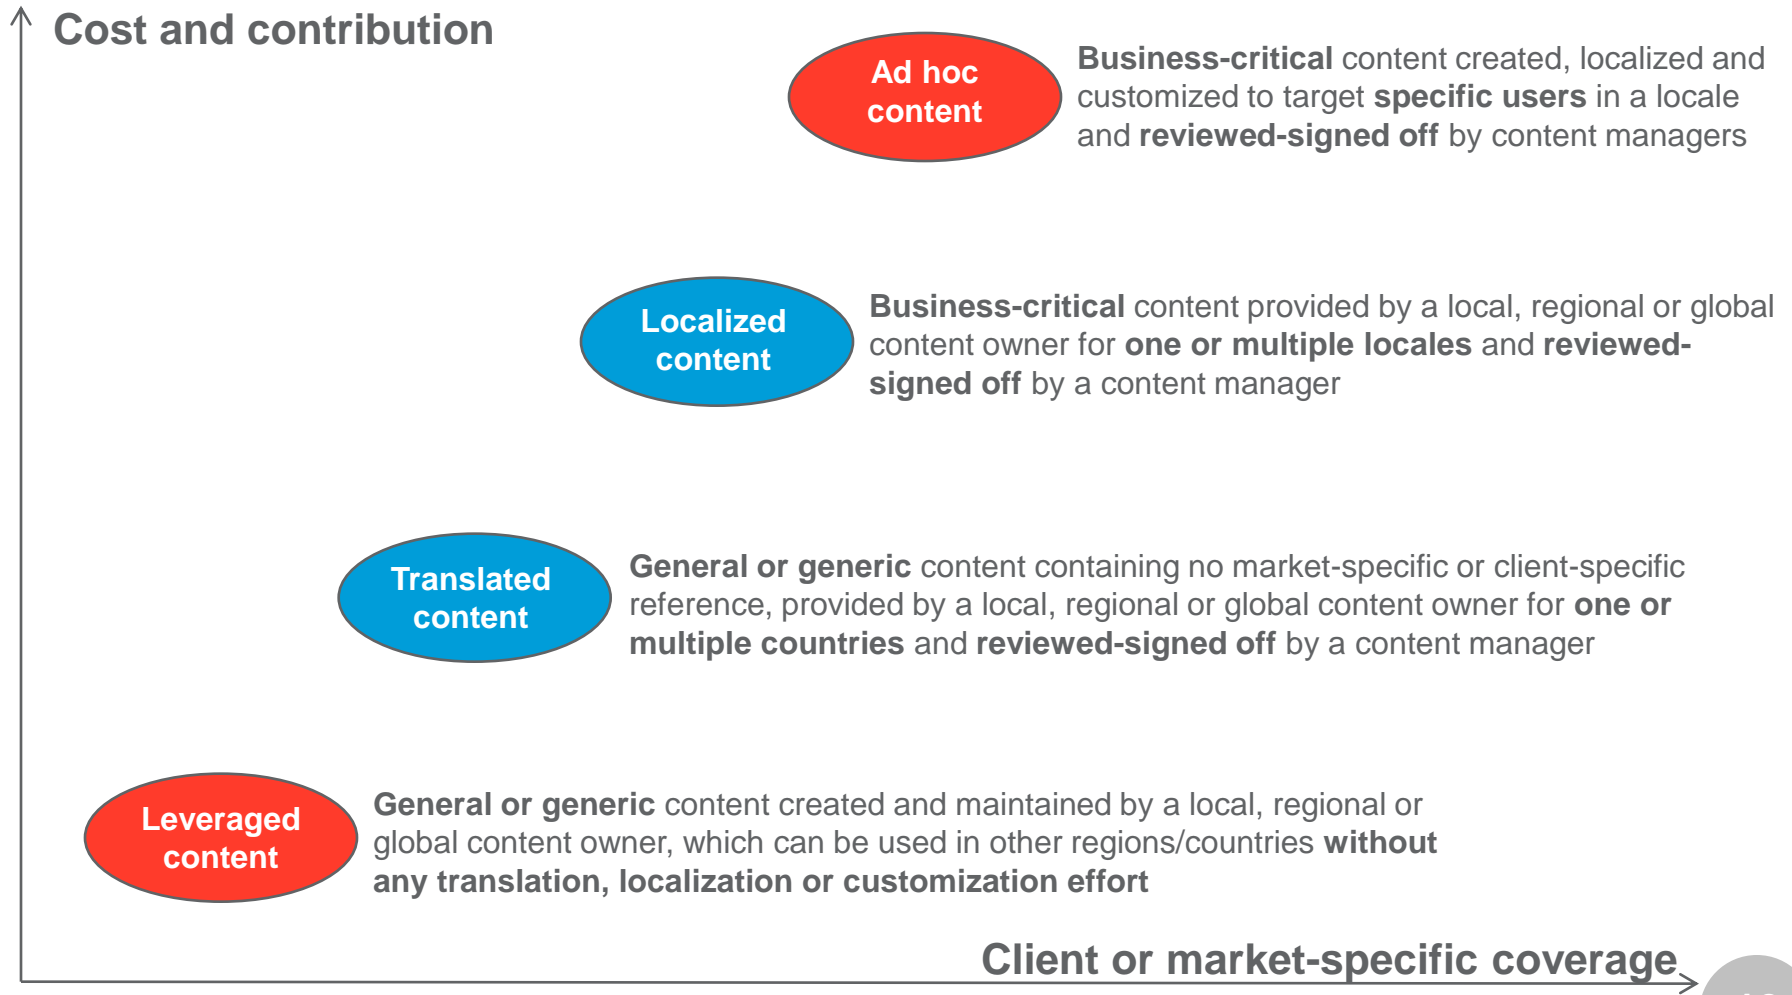 Cost and contribution
Ad hoc
content
Business-critical content created, localized and
customized to target specific users in a locale
and reviewed-signed off by content managers
Localized
content
Business-critical content provided by a local, regional or global
content owner for one or multiple locales and reviewed-
signed off by a content manager
Translated
content
General or generic content containing no market-specific or client-specific
reference, provided by a local, regional or global content owner for one or
multiple countries and reviewed-signed off by a content manager
Leveraged
content
General or generic content created and maintained by a local, regional or
global content owner, which can be used in other regions/countries without
any translation, localization or customization effort
Client or market-specific coverage